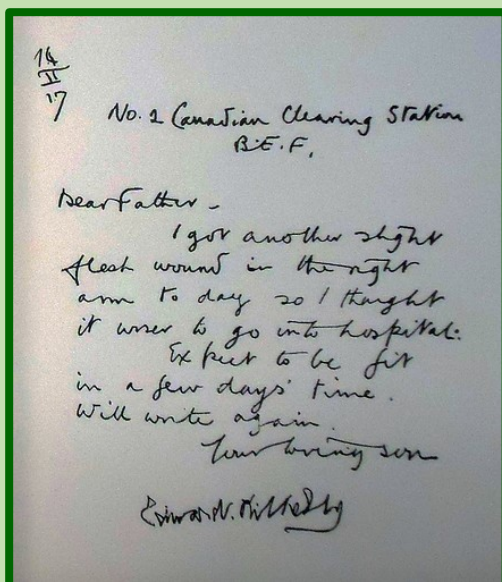 14
II
'17
No. 1 Canadian Clearing Station
B.E.F.
Dear Father –
I got another slight
flesh wound in the right
arm to day so I thought
it wiser to go into hospital:
Expect to be fit
in a few days' time.
Will write again.
Your loving son